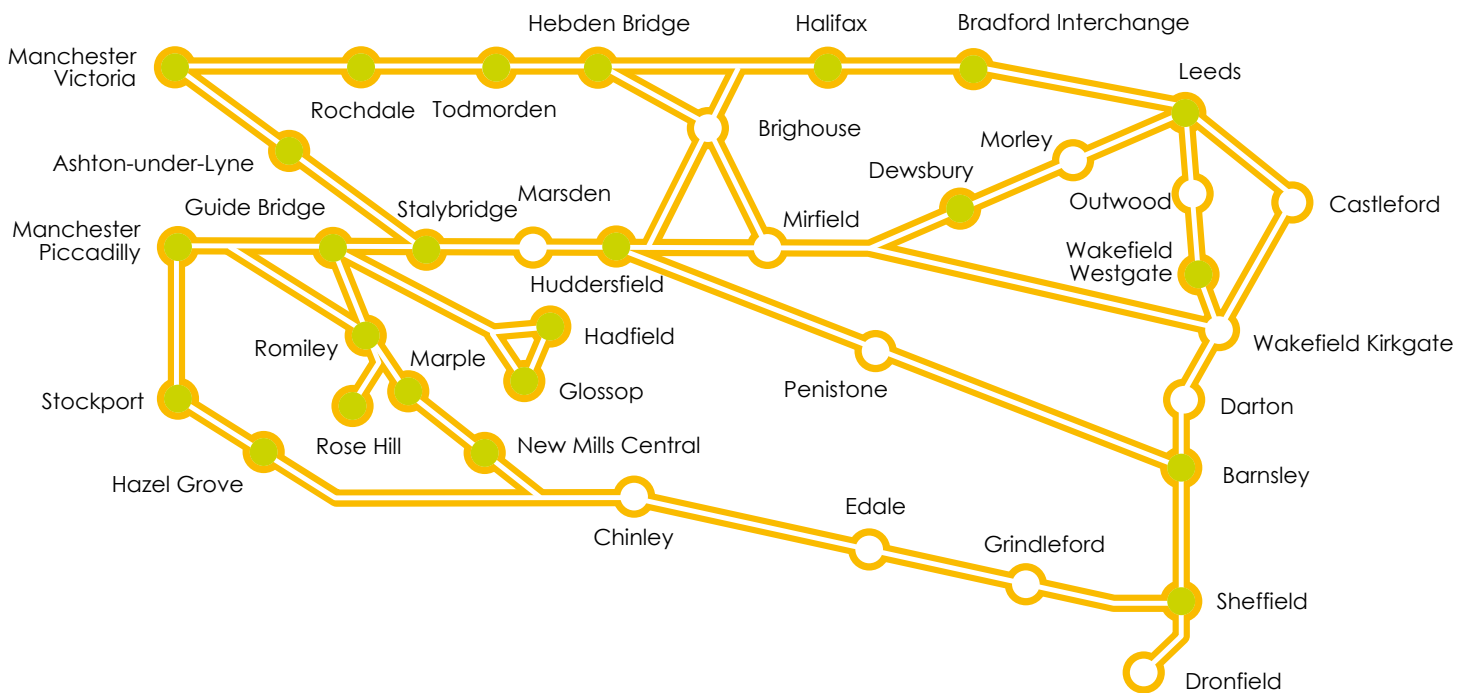 Hebden Bridge
Halifax
Bradford Interchange
Manchester
Victoria
Leeds
Rochdale
Todmorden
Brighouse
Morley
Ashton-under-Lyne
Dewsbury
Marsden
Guide Bridge
Stalybridge
Outwood
Castleford
Mirfield
Manchester
Piccadilly
Wakefield
Westgate
Huddersfield
Hadfield
Romiley
Marple
Wakefield Kirkgate
Penistone
Glossop
Stockport
Darton
Rose Hill
New Mills Central
Hazel Grove
Barnsley
Edale
Chinley
Grindleford
Sheffield
Dronfield